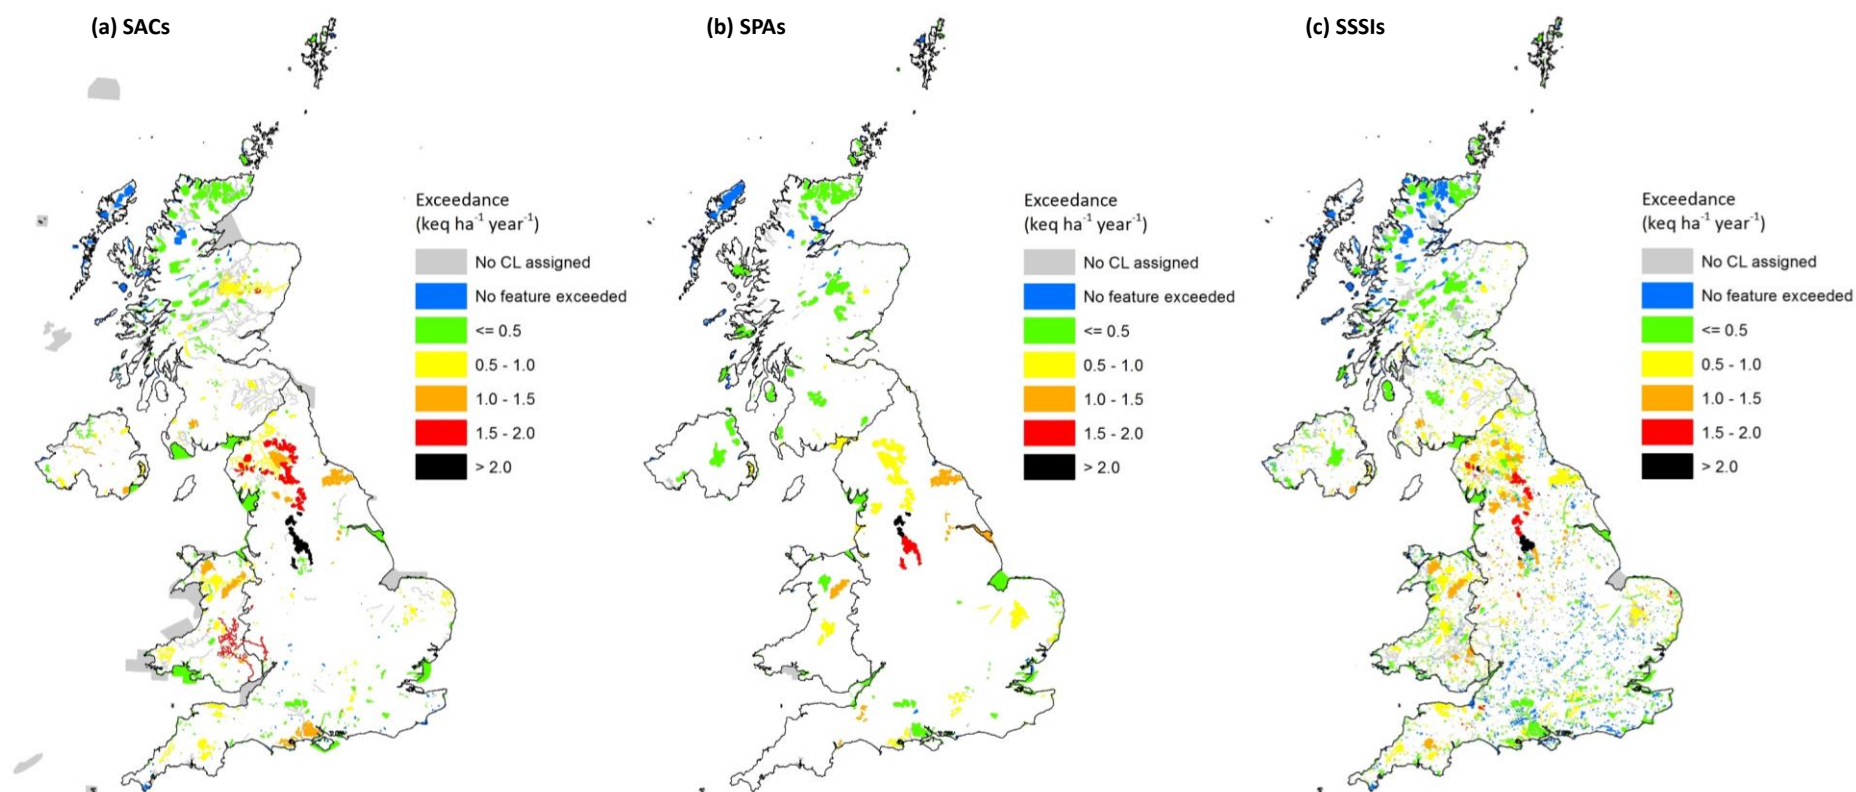 (a) SACs
(b) SPAs
(c) SSSIs
Exceedance
(keq ha⁻¹ year⁻¹)
No CL assigned
No feature exceeded
<= 0.5
0.5 - 1.0
1.0 - 1.5
1.5 - 2.0
> 2.0
Exceedance
(keq ha⁻¹ year⁻¹)
No CL assigned
No feature exceeded
<= 0.5
0.5 - 1.0
1.0 - 1.5
1.5 - 2.0
> 2.0
Exceedance
(keq ha⁻¹ year⁻¹)
No CL assigned
No feature exceeded
<= 0.5
0.5 - 1.0
1.0 - 1.5
1.5 - 2.0
> 2.0